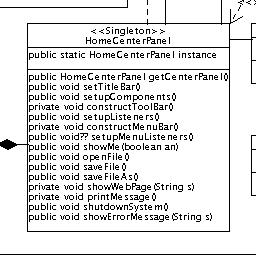 <<Singleton>>
HomeCenterPanel
public static HomeCenterPanel instance
public HomeCenterPanel getCenterPanel()
public void setTitleBar()
public void setupComponents()
private void constructToolBar()
public void setupListeners()
private void constructMenuBar()
public void?? setupMenuListeners()
public void showMe(boolean an)
public void openFile()
public void saveFile()
public void saveFileAs()
private void showWebPage(String s)
private void printMessage()
public void shutdownSystem()
public void showErrorMessage(String s)